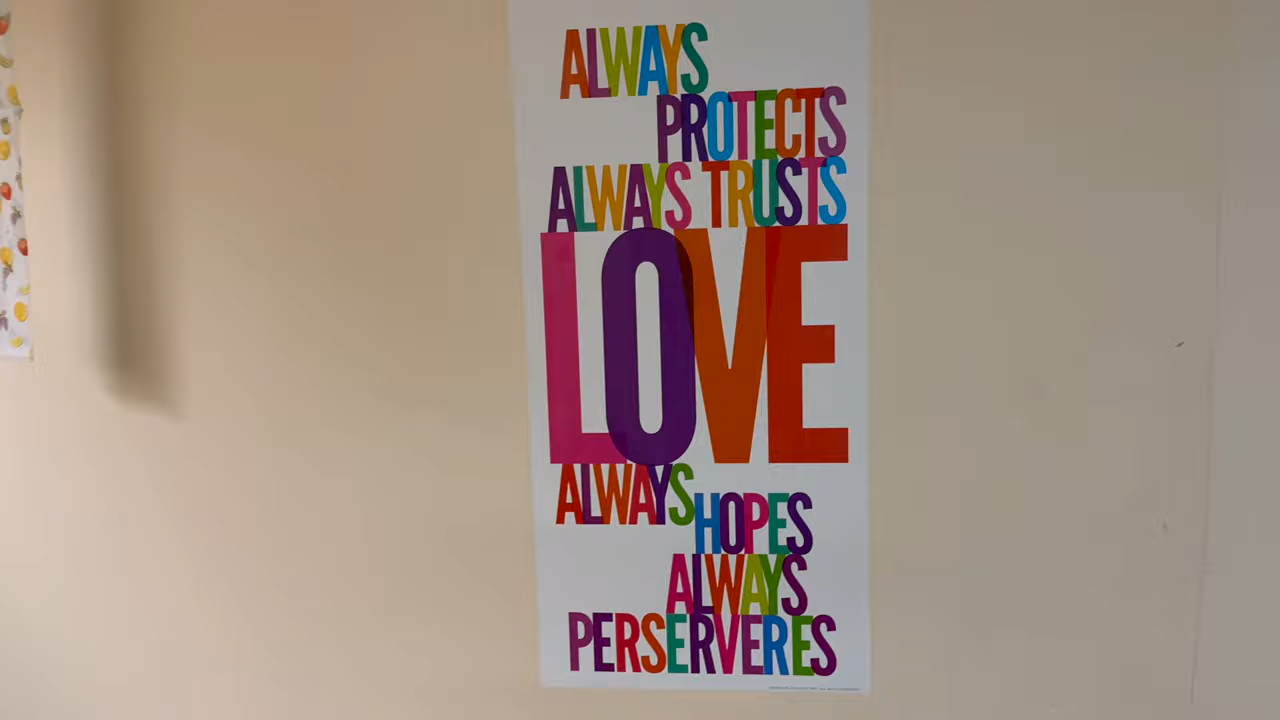 ALWAYS
PROTECTS
ALWAYS TRUSTS
LOVE
ALWAYS
HOPES
ALWAYS
PERSERVERES